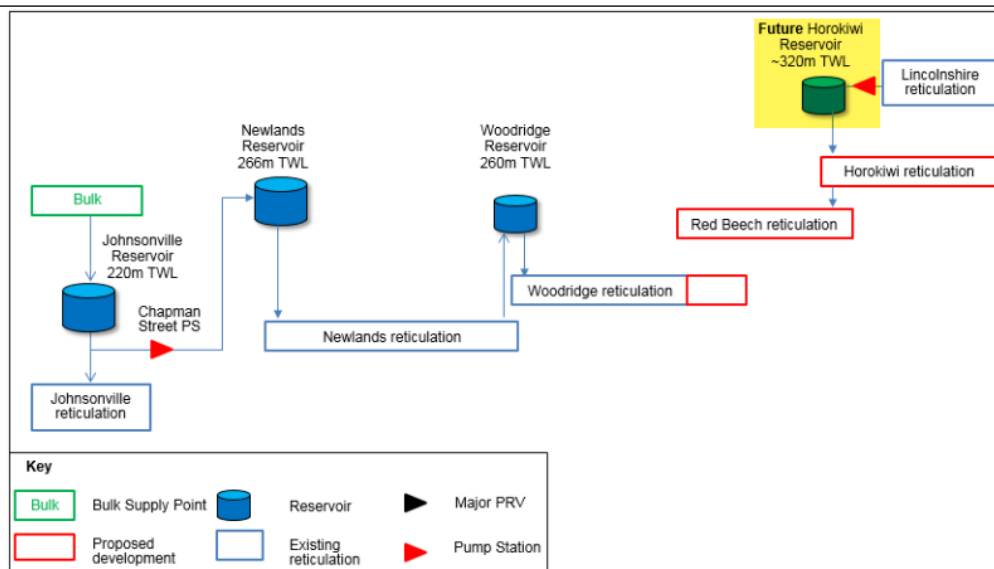 Future Horokiwi
Reservoir
~320m TWL
Lincolnshire
reticulation
Newlands
Reservoir
266m TWL
Woodridge
Reservoir
260m TWL
Horokiwi reticulation
Bulk
Red Beech reticulation
Johnsonville
Reservoir
220m TWL
Chapman
Street PS
Woodridge reticulation
Newlands reticulation
Johnsonville
reticulation
Key
Bulk
Bulk Supply Point
Reservoir
Major PRV
Proposed
development
Existing
reticulation
Pump Station